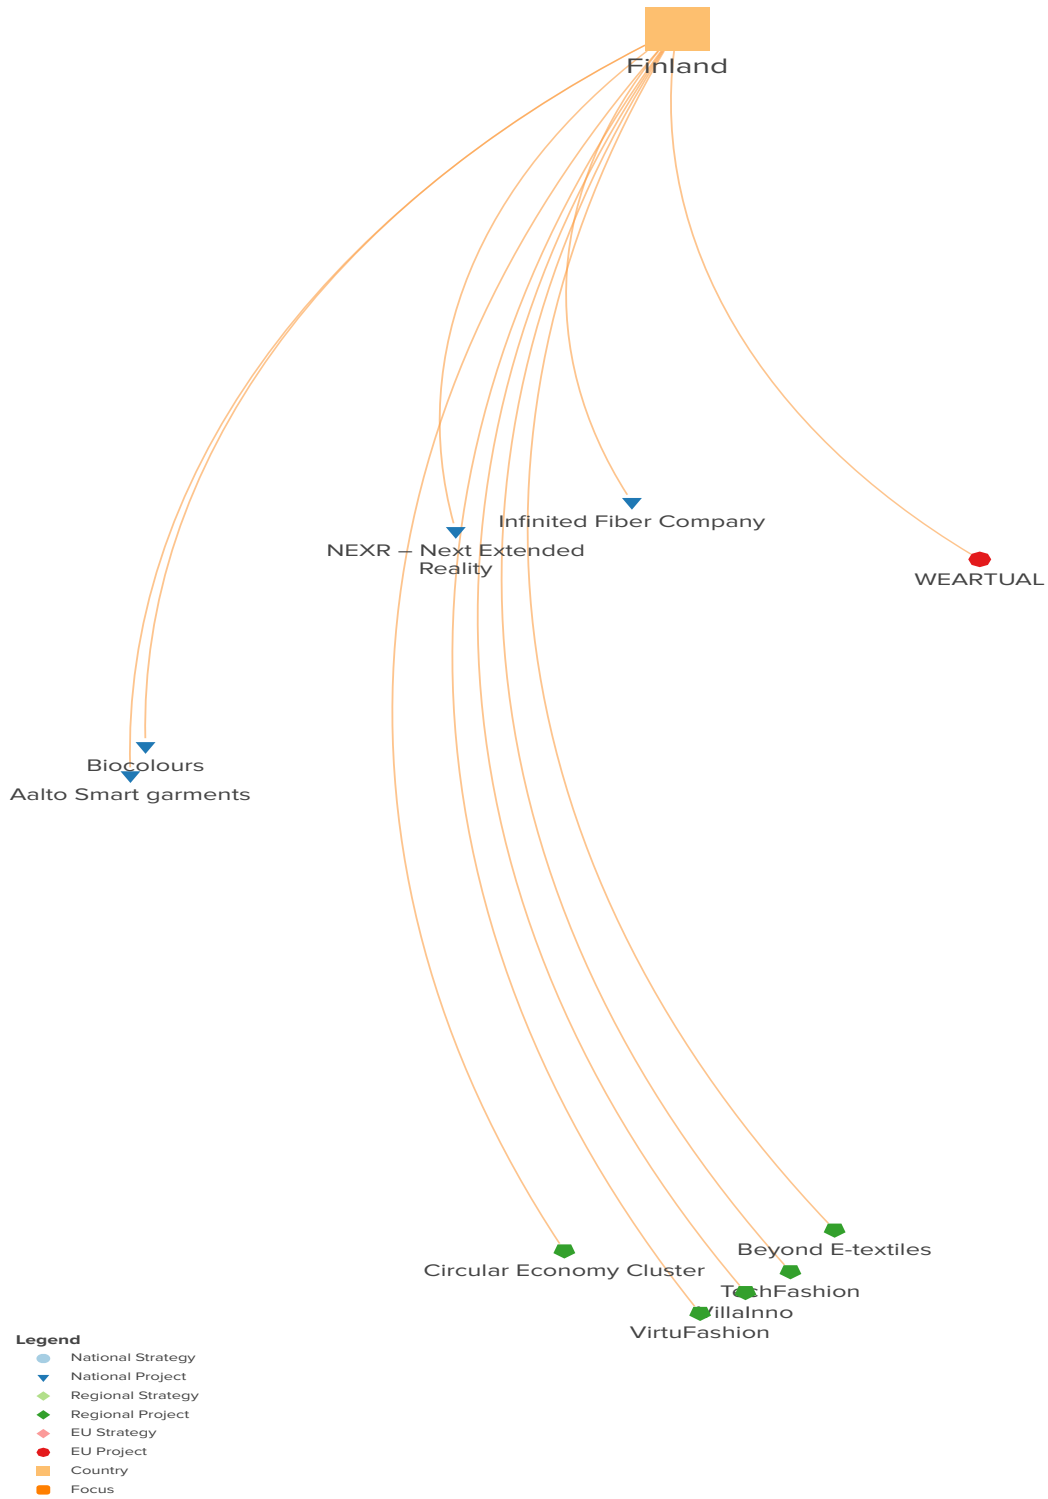 Finland
Infinited Fiber Company
NEXR – Next Extended
Reality
WEARTUAL
Biocolours
Aalto Smart garments
Beyond E-textiles
Circular Economy Cluster
TechFashion
VillaInno
VirtuFashion
Legend
National Strategy
National Project
Regional Strategy
Regional Project
EU Strategy
EU Project
Country
Focus